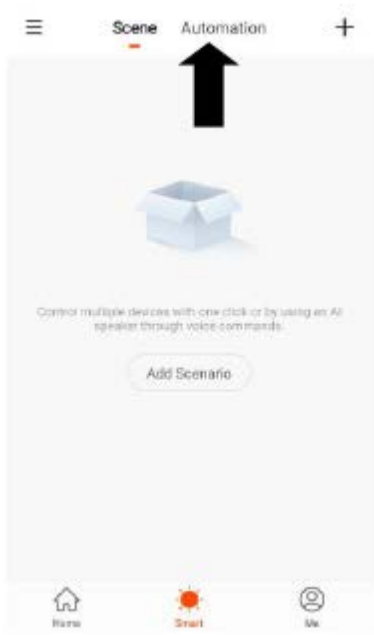 Scene Automation
Control multiple devices with one click or by using an AI
speaker through voice commands.
Add Scenario
Home Smart Me